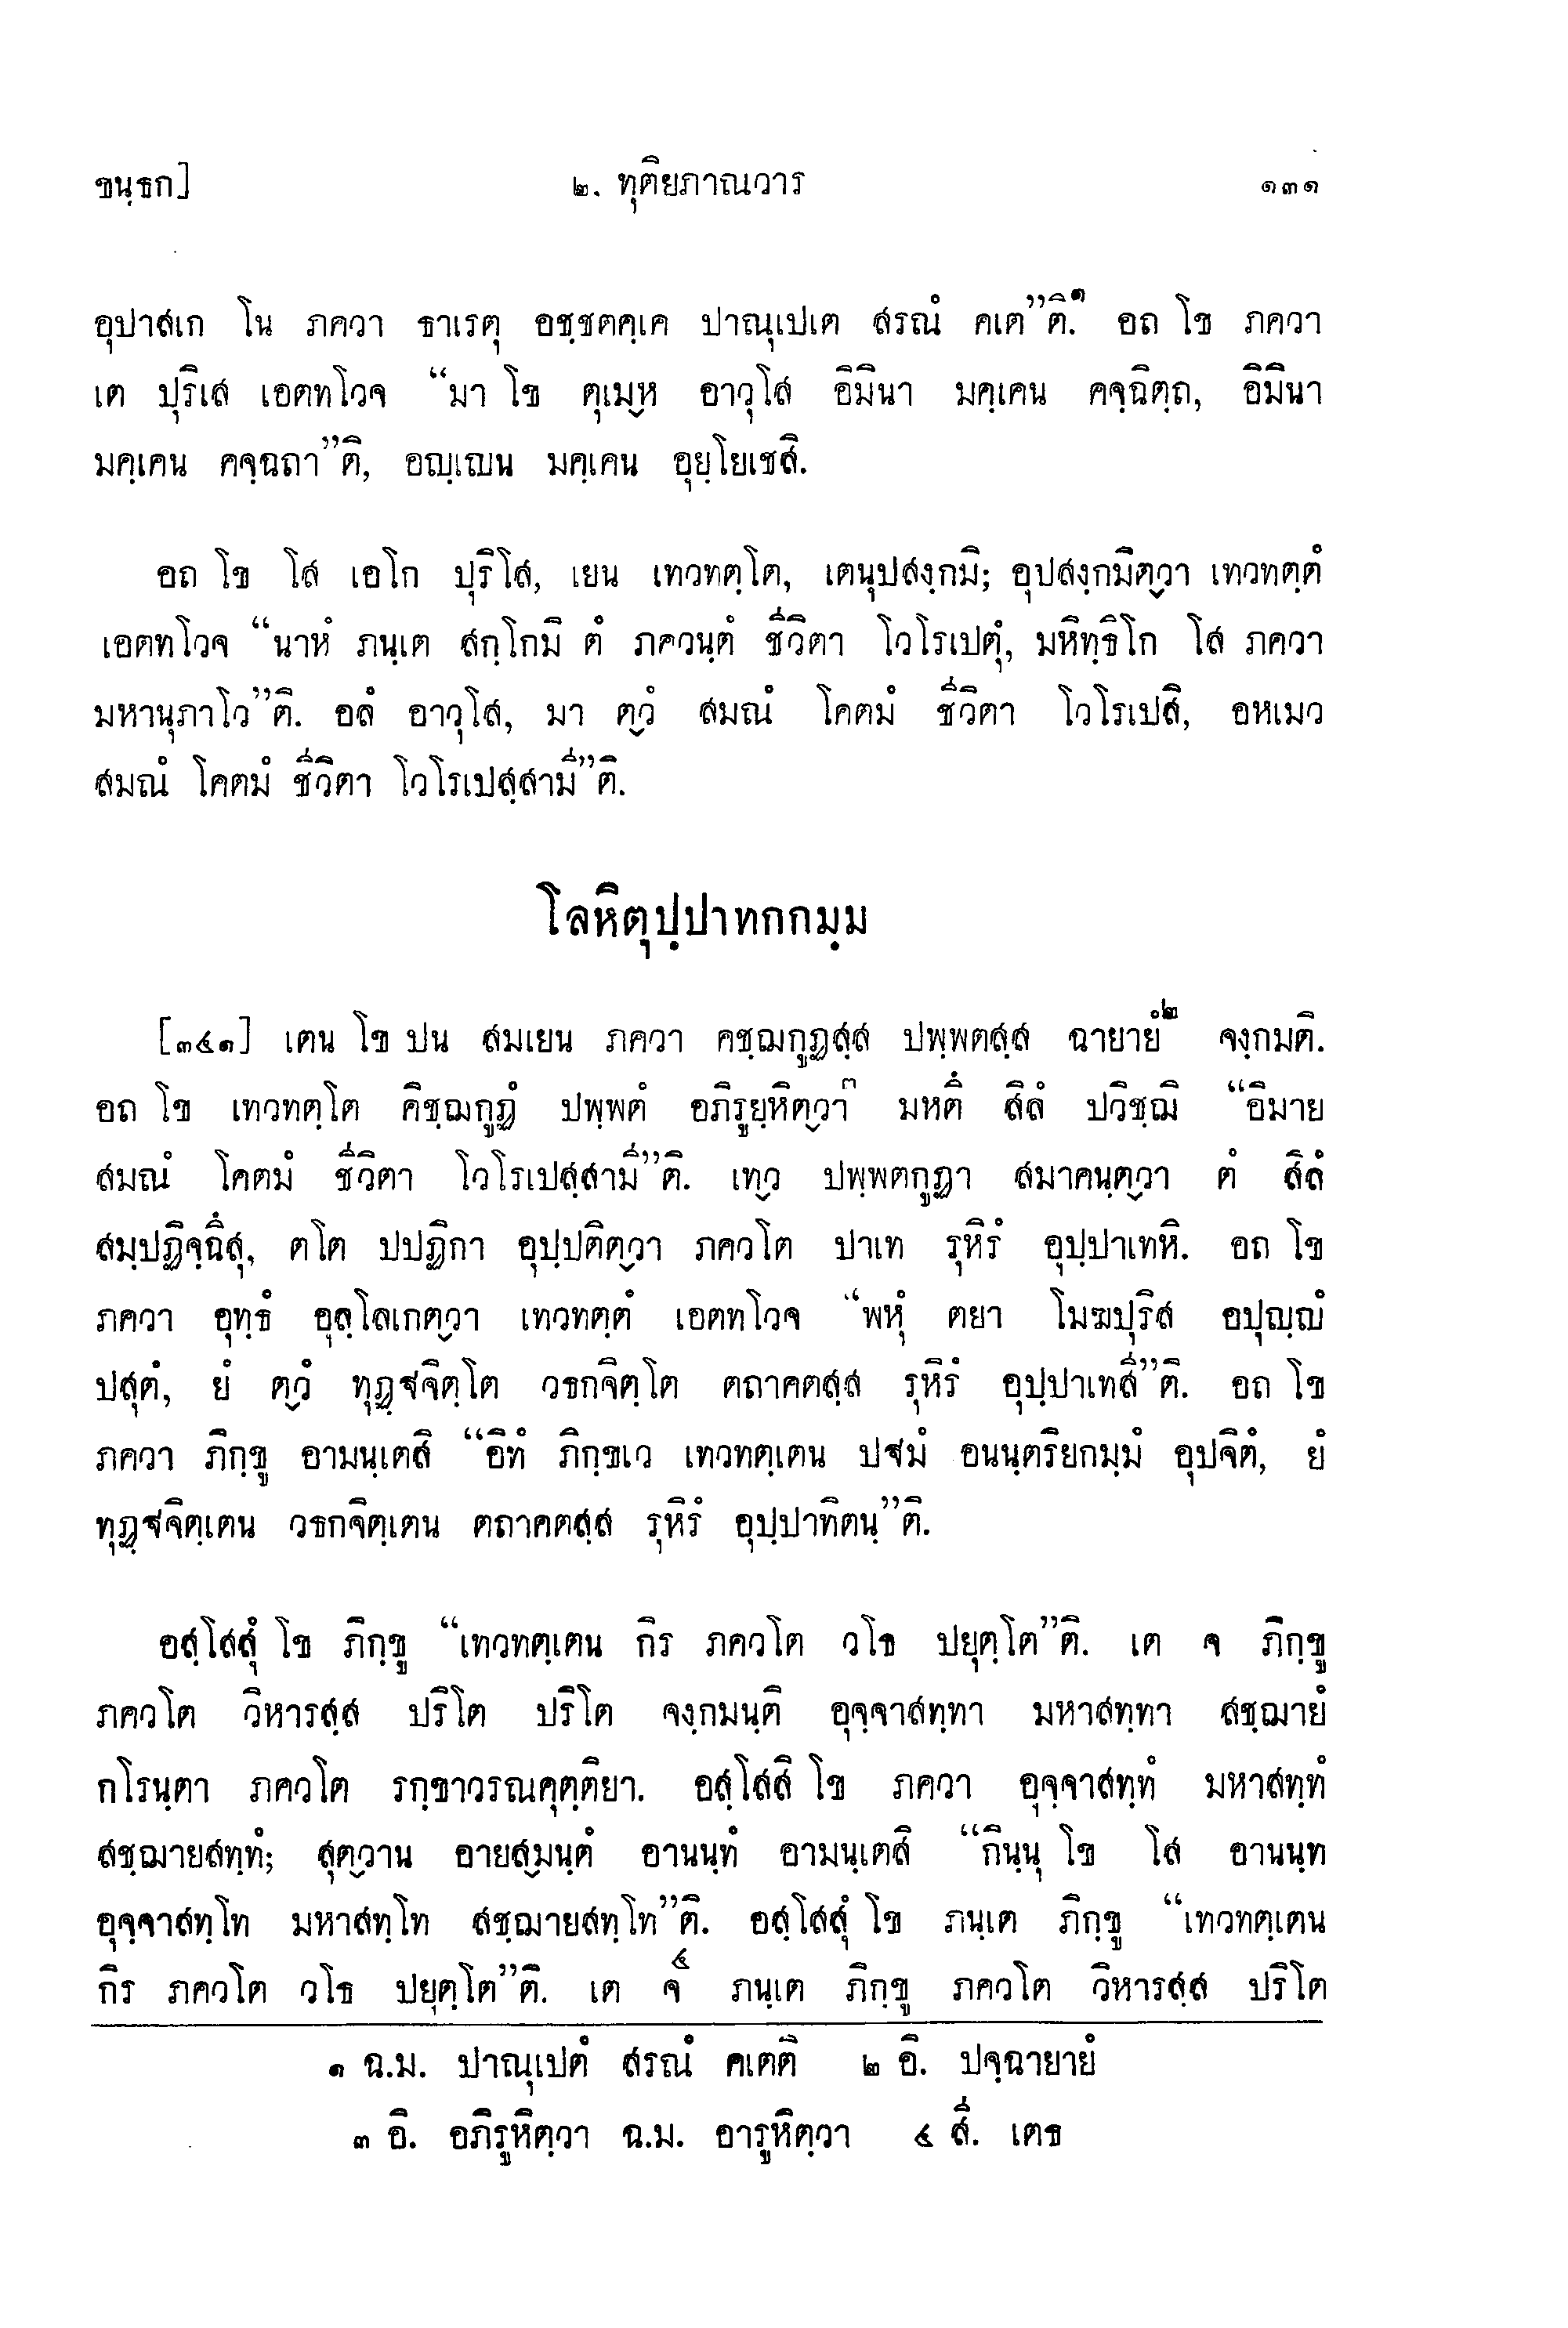 ขนฺธก]
๒. ทุติยภาณวาร
๑๓๑
อุปาสเก โน ภควา ธาเรตุ อชฺชตคฺเค ปาณุเปเต สรณํ คเต”ติ.๑ อถ โข ภควา
เต ปุริเส เอตทโวจ “มา โข ตุเมฺห อาวุโส อิมินา มคฺเคน คจฺฉิตฺถ, อิมินา
มคฺเคน คจฺฉถา”ติ, อญฺเญน มคฺเคน อุยฺโยเชสิ.
อถ โข โส เอโก ปุริโส, เยน เทวทตฺโต, เตนุปสงฺกมิ; อุปสงฺกมิตฺวา เทวทตฺตํ
เอตทโวจ “นาหํ ภนฺเต สกฺโกมิ ตํ ภควนฺตํ ชีวิตา โวโรเปตุํ, มหิทฺธิโก โส ภควา
มหานุภาโว”ติ. อลํ อาวุโส, มา ตฺวํ สมณํ โคตมํ ชีวิตา โวโรเปสิ, อหเมว
สมณํ โคตมํ ชีวิตา โวโรเปสฺสามี”ติ.
โลหิตุปฺปาทกกมฺม
[๓๔๑] เตน โข ปน สมเยน ภควา คชฺฌกูฏสฺส ปพฺพตสฺส ฉายายํ๒ จงฺกมติ.
อถ โข เทวทตฺโต คิชฺฌกูฏํ ปพฺพตํ อภิรูยฺหิตฺวา๓ มหตึ สิลํ ปวิชฺฌิ “อิมาย
สมณํ โคตมํ ชีวิตา โวโรเปสฺสามี”ติ. เทฺว ปพฺพตกูฏา สมาคนฺตฺวา ตํ สิลํ
สมฺปฏิจฺฉึสุ, ตโต ปปฏิกา อุปฺปติตฺวา ภควโต ปาเท รุหิรํ อุปฺปาเทหิ. อถ โข
ภควา อุทฺธํ อุลฺโลเกตฺวา เทวทตฺตํ เอตทโวจ “พหุํ ตยา โมฆปุริส อปุญฺญํ
ปสุตํ, ยํ ตฺวํ ทุฏฺฐจิตฺโต วธกจิตฺโต ตถาคตสฺส รุหิรํ อุปฺปาเทสี”ติ. อถ โข
ภควา ภิกฺขู อามนฺเตสิ “อิทํ ภิกฺขเว เทวทตฺเตน ปฐมํ อนนฺตริยกมฺมํ อุปจิตํ, ยํ
ทุฏฺฐจิตฺเตน วธกจิตฺเตน ตถาคตสฺส รุหิรํ อุปฺปาทิตนฺ”ติ.
อสฺโสสุํ โข ภิกฺขู “เทวทตฺเตน กิร ภควโต วโธ ปยุตฺโต”ติ. เต จ ภิกฺขู
ภควโต วิหารสฺส ปริโต ปริโต จงฺกมนฺติ อุจฺจาสทฺทา มหาสทฺทา สชฺฌายํ
กโรนฺตา ภควโต รกฺขาวรณคุตฺติยา. อสฺโสสิ โข ภควา อุจฺจาสทฺทํ มหาสทฺทํ
สชฺฌายสทฺทํ; สุตฺวาน อายสฺมนฺตํ อานนฺทํ อามนฺเตสิ “กินฺนุ โข โส อานนฺท
อุจฺจาสทฺโท มหาสทฺโท สชฺฌายสทฺโท”ติ. อสฺโสสุํ โข ภนฺเต ภิกฺขู “เทวทตฺเตน
กิร ภควโต วโธ ปยุตฺโต”ติ. เต จ๔ ภนฺเต ภิกฺขู ภควโต วิหารสฺส ปริโต
๑ ฉ.ม. ปาณุเปตํ สรณํ คเตติ ๒ อิ. ปจฺฉายายํ
๓ อิ. อภิรูหิตฺวา ฉ.ม. อารูหิตฺวา ๔ สี. เตธ